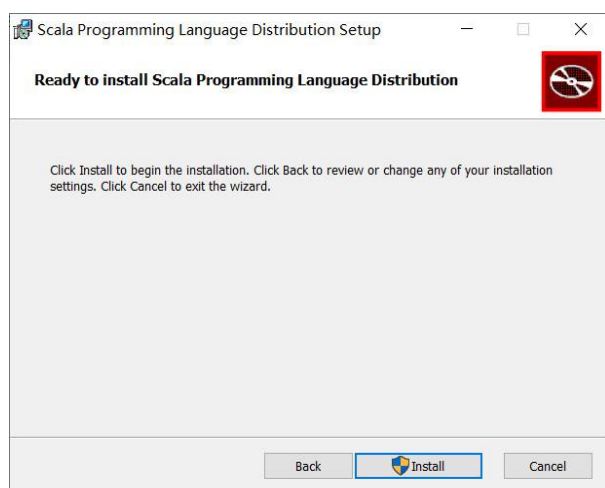 Scala Programming Language Distribution Setup
Ready to install Scala Programming Language Distribution
Click Install to begin the installation. Click Back to review or change any of your installation
settings. Click Cancel to exit the wizard.
Back Install Cancel